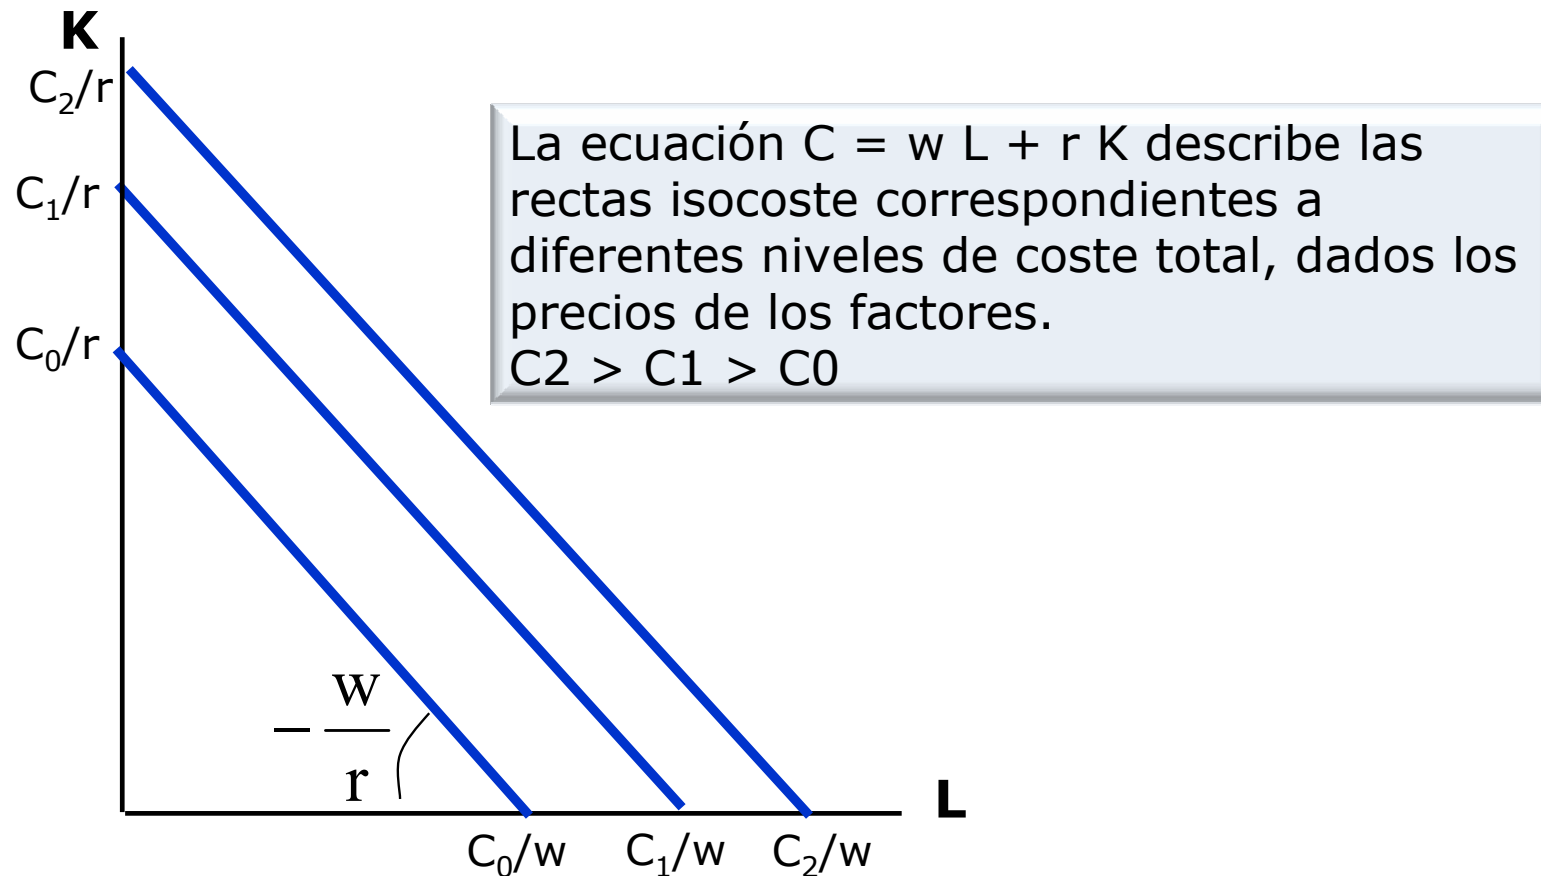 K
C₂/r
La ecuación C = w L + r K describe las
rectas isocoste correspondientes a
diferentes niveles de coste total, dados los
precios de los factores.
C2 > C1 > C0
C₁/r
C₀/r
− w/r
L
C₀/w C₁/w C₂/w